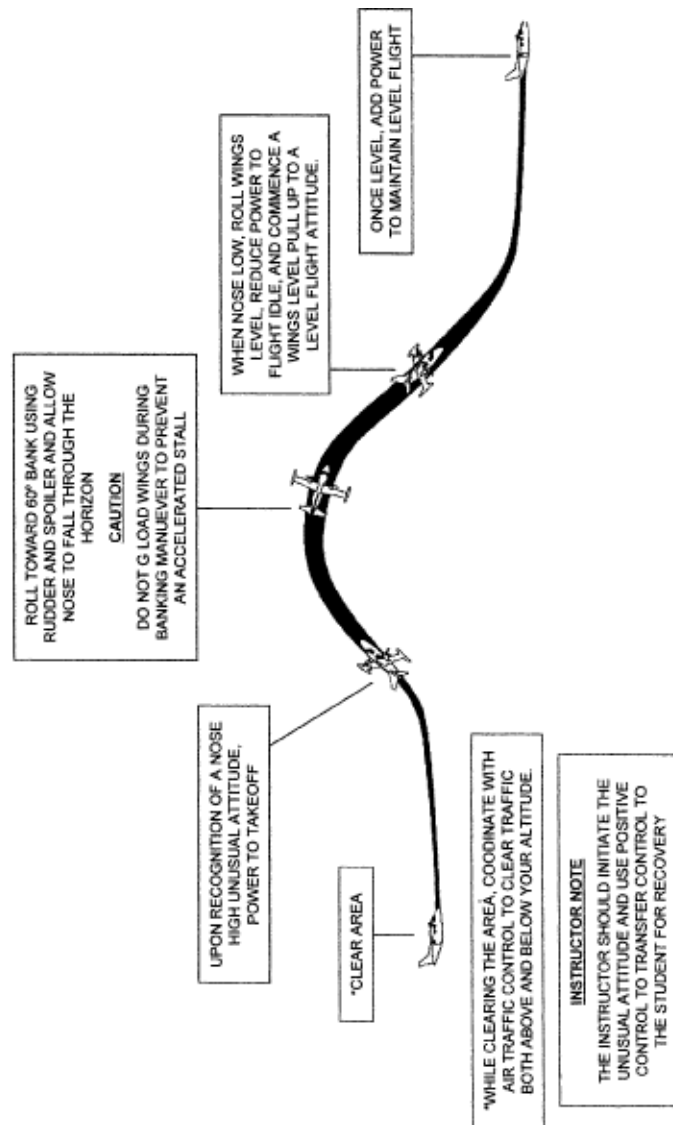 *CLEAR AREA
UPON RECOGNITION OF A NOSE
HIGH UNUSUAL ATTITUDE,
POWER TO TAKEOFF
ROLL TOWARD 60° BANK USING
RUDDER AND SPOILER AND ALLOW
NOSE TO FALL THROUGH THE
HORIZON
CAUTION
DO NOT G LOAD WINGS DURING
BANKING MANUEVER TO PREVENT
AN ACCELERATED STALL
WHEN NOSE LOW, ROLL WINGS
LEVEL, REDUCE POWER TO
FLIGHT IDLE, AND COMMENCE A
WINGS LEVEL PULL UP TO A
LEVEL FLIGHT ATTITUDE.
ONCE LEVEL, ADD POWER
TO MAINTAIN LEVEL FLIGHT
*WHILE CLEARING THE AREA, COODINATE WITH
AIR TRAFFIC CONTROL TO CLEAR TRAFFIC
BOTH ABOVE AND BELOW YOUR ALTITUDE.
INSTRUCTOR NOTE
THE INSTRUCTOR SHOULD INITIATE THE
UNUSUAL ATTITUDE AND USE POSITIVE
CONTROL TO TRANSFER CONTROL TO
THE STUDENT FOR RECOVERY